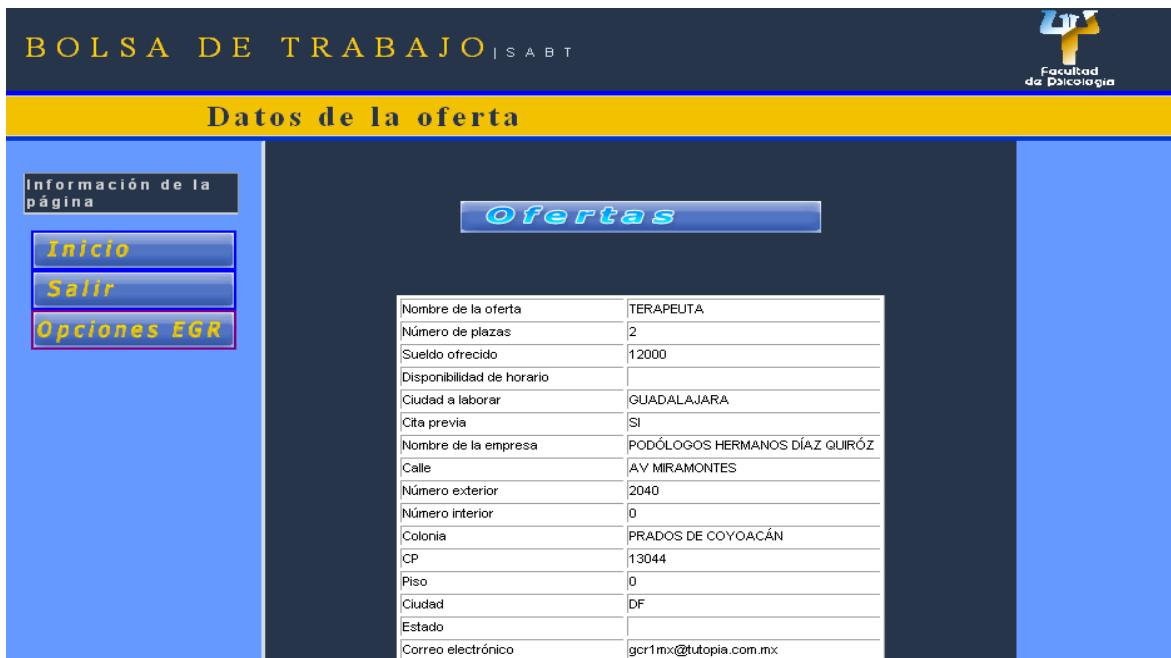 BOLSA DE TRABAJO|SABT
Facultad
de Psicología
Datos de la oferta
Información de la
página
Inicio
Salir
Opciones EGR
Ofertas
Nombre de la oferta TERAPEUTA
Número de plazas 2
Sueldo ofrecido 12000
Disponibilidad de horario
Ciudad a laborar GUADALAJARA
Cita previa SI
Nombre de la empresa PODÓLOGOS HERMANOS DÍAZ QUIRÓZ
Calle AV MIRAMONTES
Número exterior 2040
Número interior 0
Colonia PRADOS DE COYOACÁN
CP 13044
Piso 0
Ciudad DF
Estado
Correo electrónico gcr1mx@tutopia.com.mx